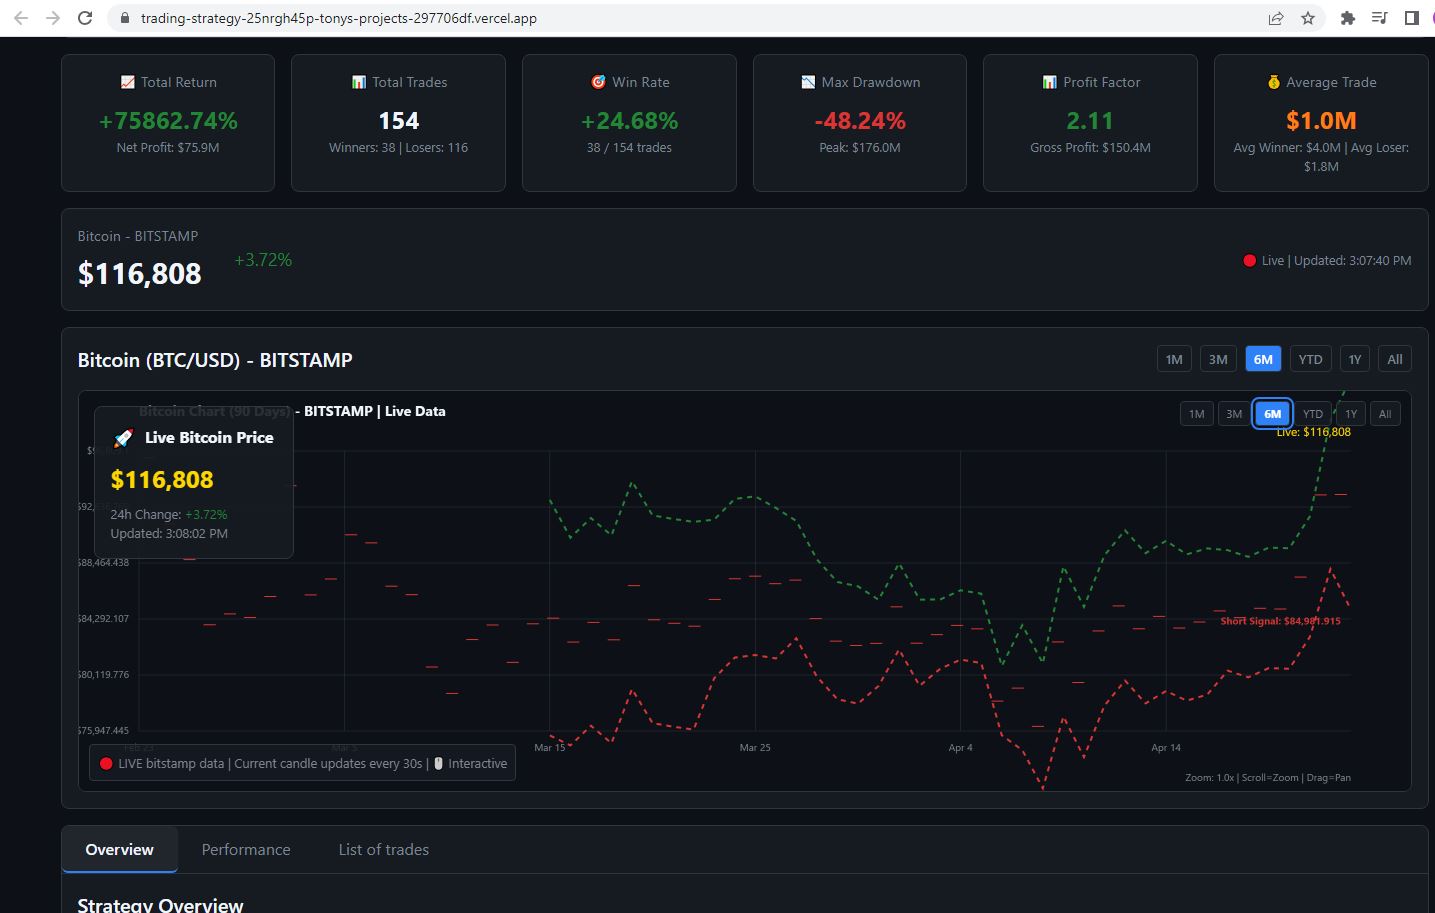 trading-strategy-25nrgh45p-tonys-projects-297706df.vercel.app
Total Return
+75862.74%
Net Profit: $75.9M
Total Trades
154
Winners: 38 | Losers: 116
Win Rate
+24.68%
38 / 154 trades
Max Drawdown
-48.24%
Peak: $176.0M
Profit Factor
2.11
Gross Profit: $150.4M
Average Trade
$1.0M
Avg Winner: $4.0M | Avg Loser:
$1.8M
Bitcoin - BITSTAMP
$116,808
+3.72%
Live | Updated: 3:07:40 PM
Bitcoin (BTC/USD) - BITSTAMP
1M 3M 6M YTD 1Y All
Bitcoin Chart (90 Days) - BITSTAMP | Live Data
1M 3M 6M YTD 1Y All
Live: $116,808
Live Bitcoin Price
$116,808
24h Change: +3.72%
Updated: 3:08:02 PM
$88,464.438
$84,292.107
$80,119.776
$75,947.445
Short Signal: $84,981.915
Feb 23 Mar 5 Mar 15 Mar 25 Apr 4 Apr 14
LIVE bitstamp data | Current candle updates every 30s | Interactive
Zoom: 1.0x | Scroll=Zoom | Drag=Pan
Overview Performance List of trades
Strategy Overview